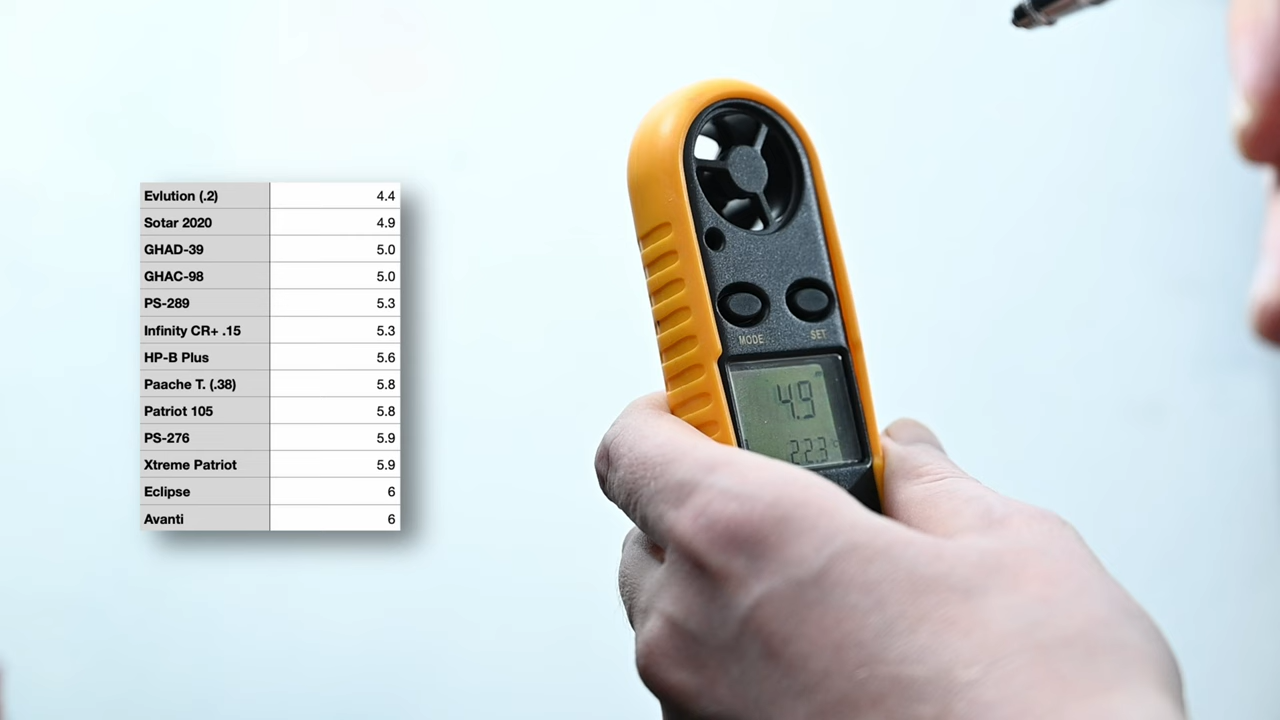 Evlution (.2) 4.4
Sotar 2020 4.9
GHAD-39 5.0
GHAC-98 5.0
PS-289 5.3
Infinity CR+ .15 5.3
HP-B Plus 5.6
Paache T. (.38) 5.8
Patriot 105 5.8
PS-276 5.9
Xtreme Patriot 5.9
Eclipse 6
Avanti 6
MODE SET
4.9
22.3